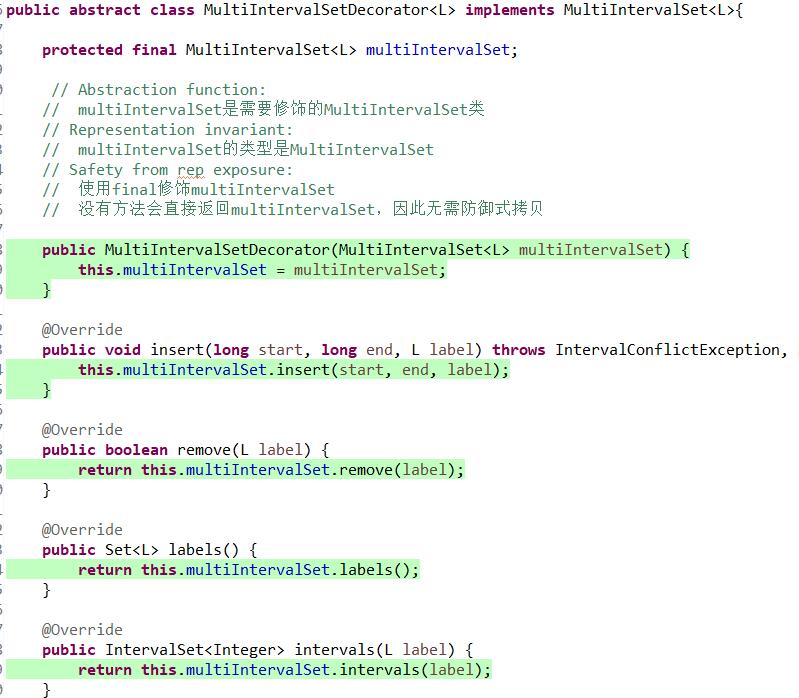 public abstract class MultiIntervalSetDecorator<L> implements MultiIntervalSet<L>{
protected final MultiIntervalSet<L> multiIntervalSet;
// Abstraction function:
//  multiIntervalSet是需要修饰的MultiIntervalSet类
// Representation invariant:
//  multiIntervalSet的类型是MultiIntervalSet
// Safety from rep exposure:
//  使用final修饰multiIntervalSet
//  没有方法会直接返回multiIntervalSet，因此无需防御式拷贝
public MultiIntervalSetDecorator(MultiIntervalSet<L> multiIntervalSet) {
this.multiIntervalSet = multiIntervalSet;
}
@Override
public void insert(long start, long end, L label) throws IntervalConflictException,
this.multiIntervalSet.insert(start, end, label);
}
@Override
public boolean remove(L label) {
return this.multiIntervalSet.remove(label);
}
@Override
public Set<L> labels() {
return this.multiIntervalSet.labels();
}
@Override
public IntervalSet<Integer> intervals(L label) {
return this.multiIntervalSet.intervals(label);
}